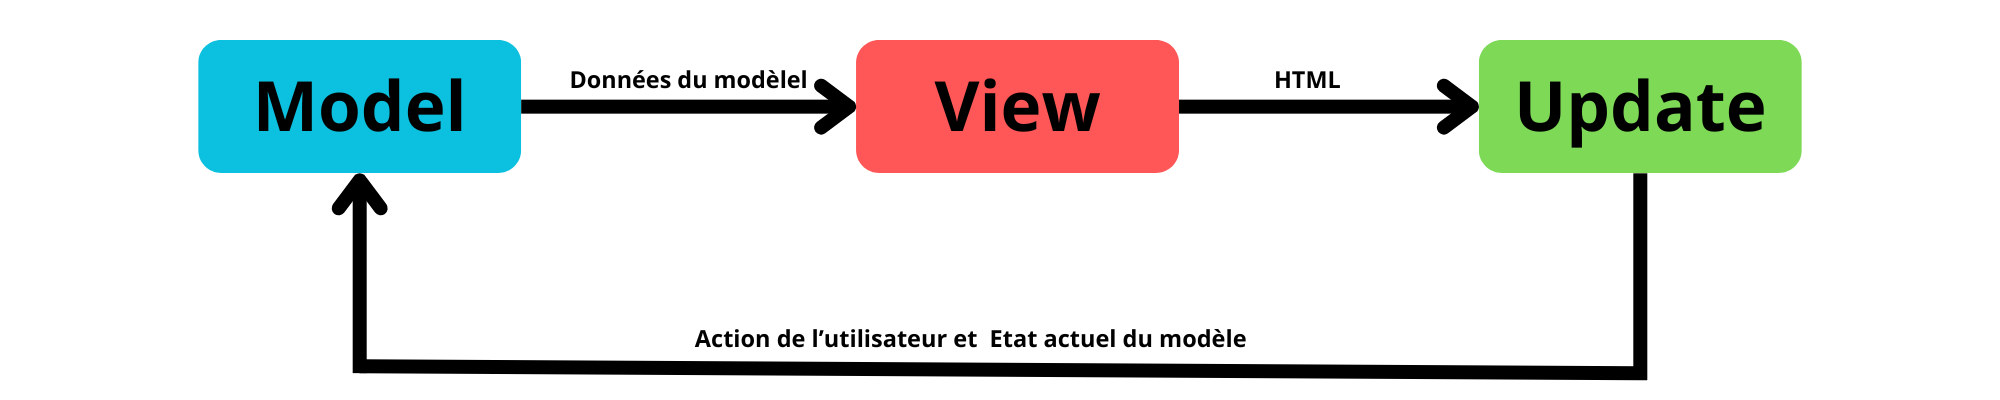 Model
Données du modèlel
View
HTML
Update
Action de l’utilisateur et  Etat actuel du modèle